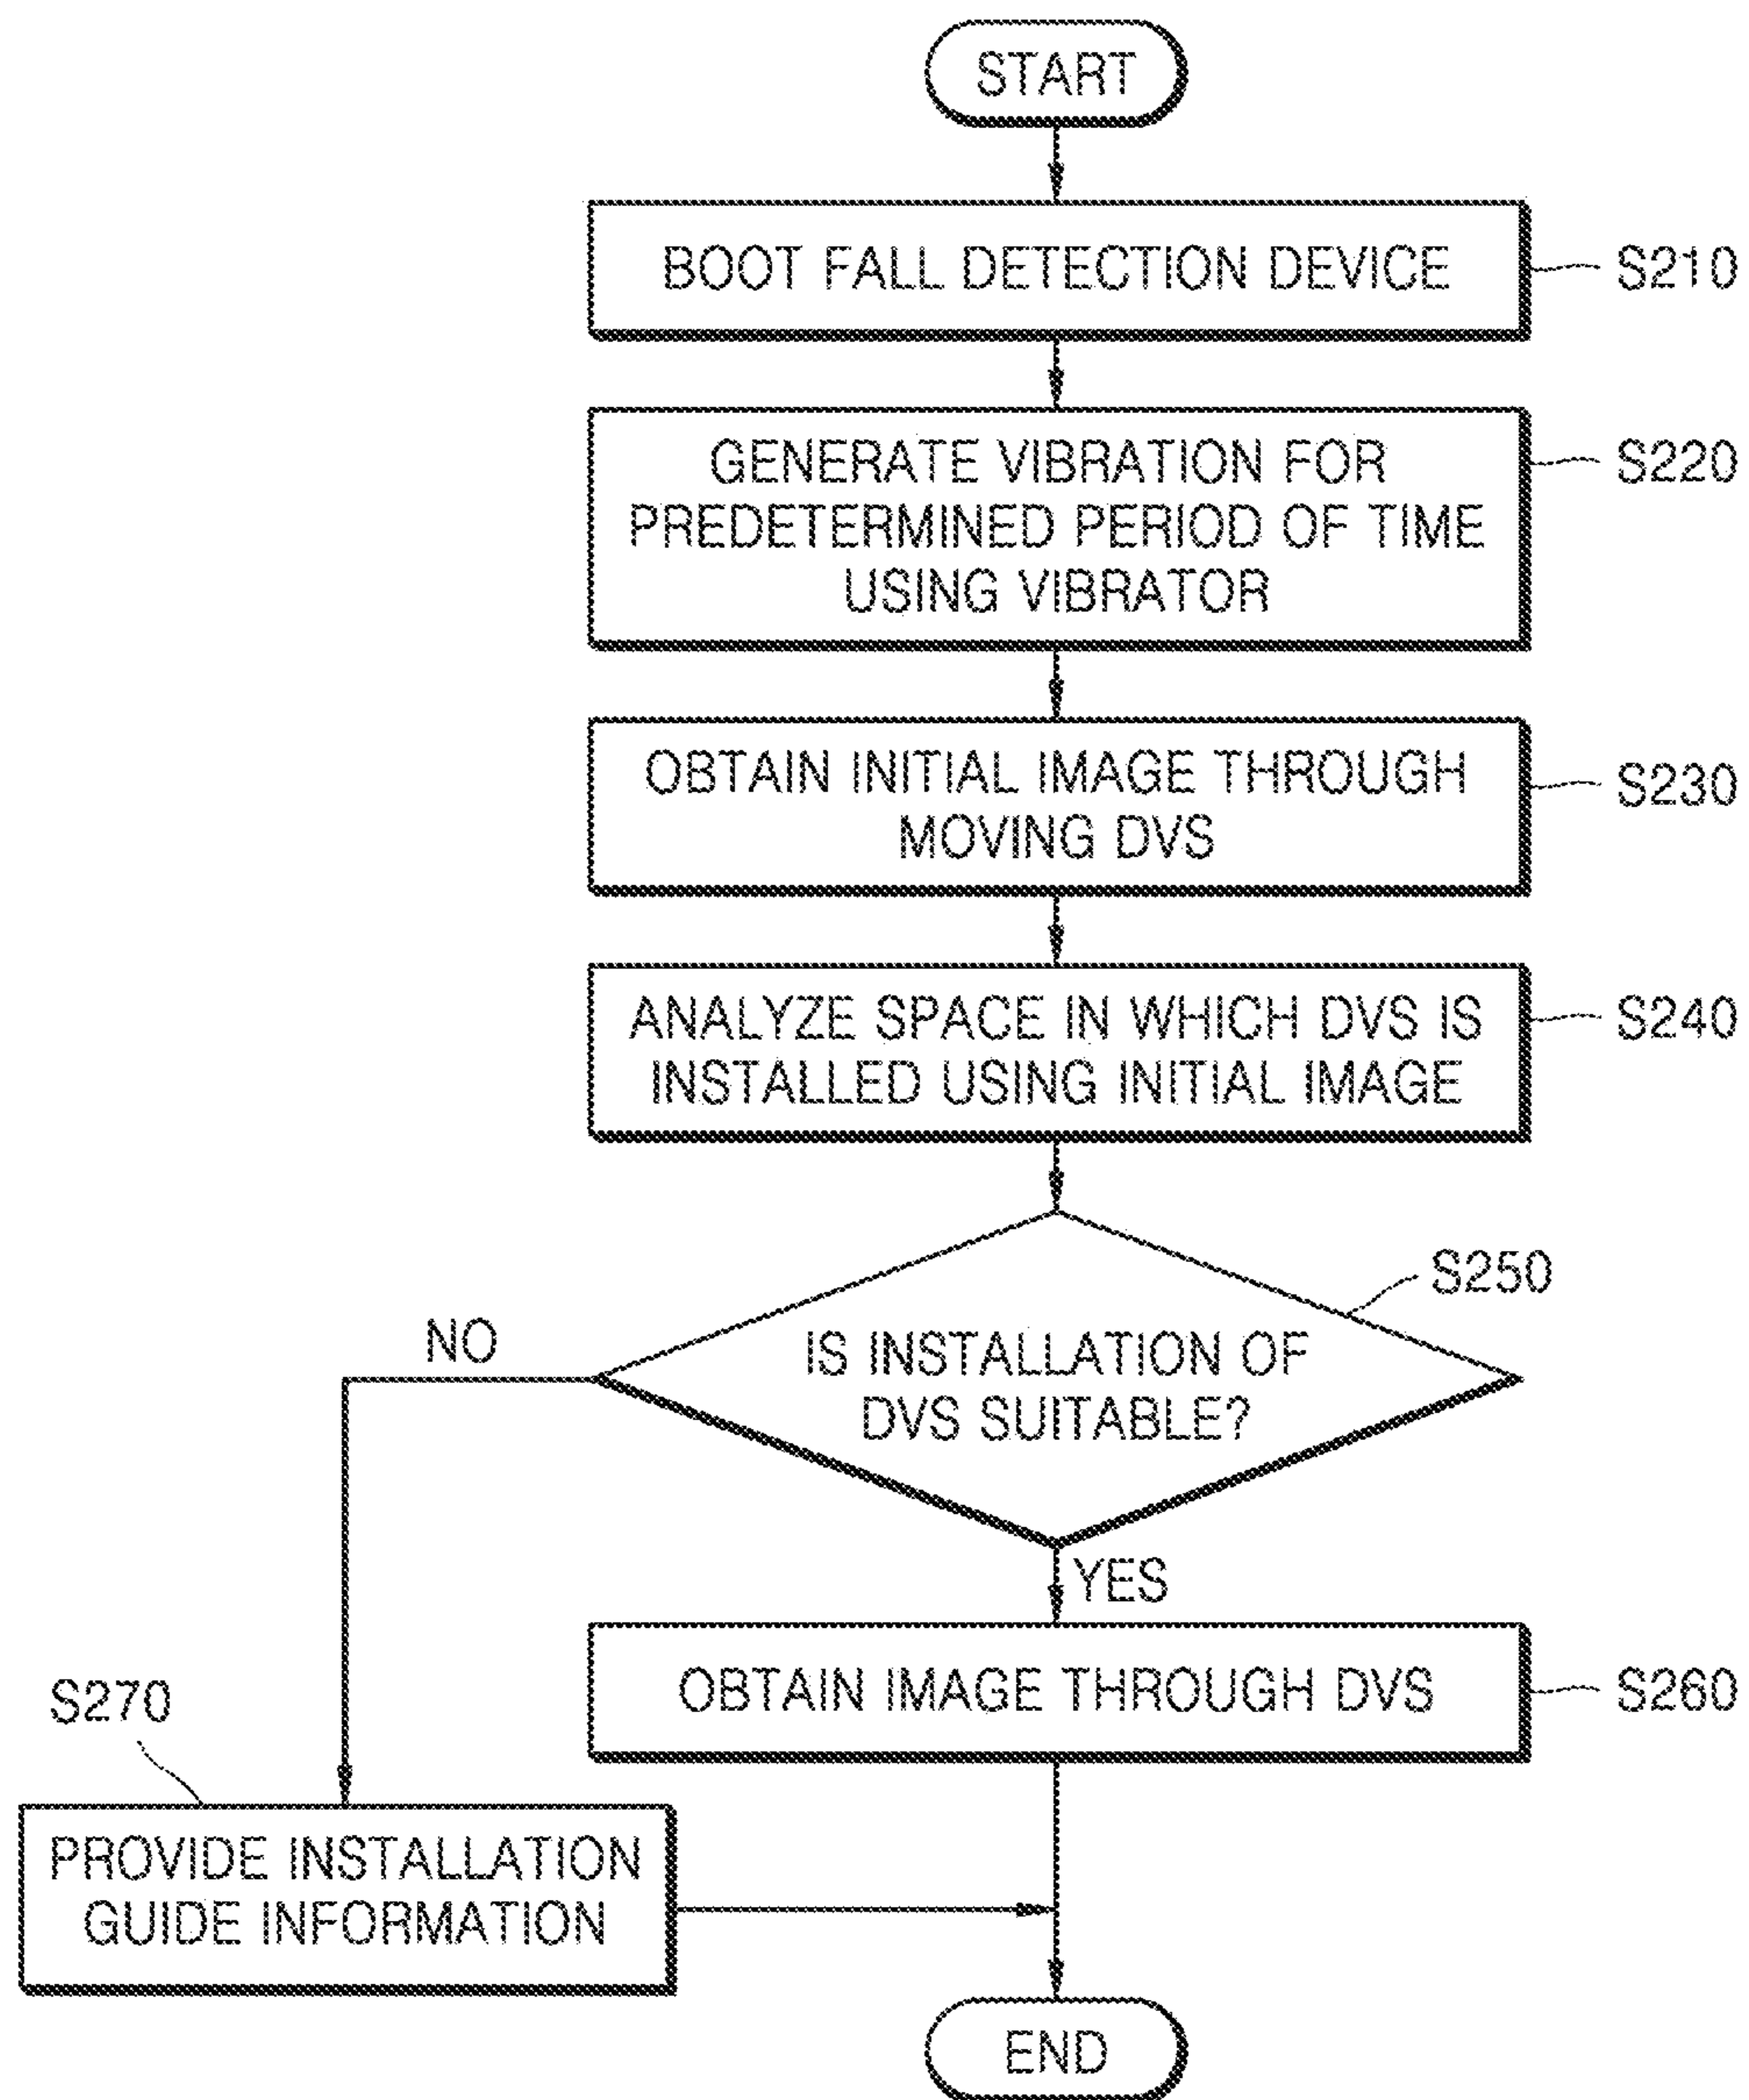 START
BOOT FALL DETECTION DEVICE
S210
GENERATE VIBRATION FOR
PREDETERMINED PERIOD OF TIME
USING VIBRATOR
S220
OBTAIN INITIAL IMAGE THROUGH
MOVING DVS
S230
ANALYZE SPACE IN WHICH DVS IS
INSTALLED USING INITIAL IMAGE
S240
IS INSTALLATION OF
DVS SUITABLE?
S250
NO
YES
OBTAIN IMAGE THROUGH DVS
S260
S270
PROVIDE INSTALLATION
GUIDE INFORMATION
END